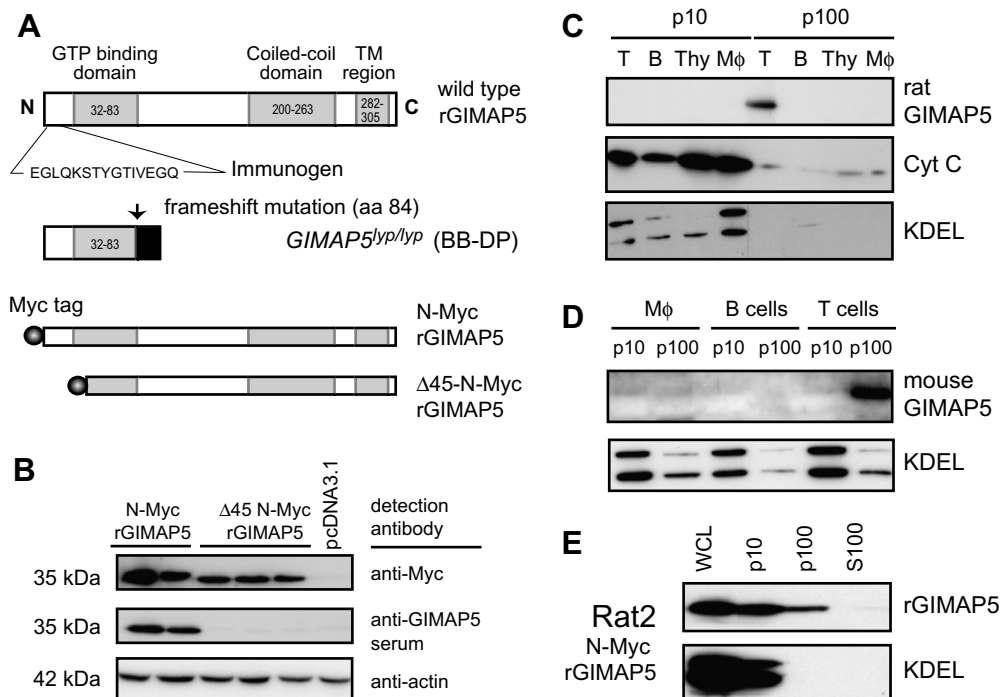 A
GTP binding
domain
Coiled-coil
domain
TM
region
N
32-83
200-263
282-
305
C
wild type
rGIMAP5
EGLQKSTYGTIVEGQ
Immunogen
frameshift mutation (aa 84)
32-83
GIMAP5lyp/lyp (BB-DP)
Myc tag
N-Myc
rGIMAP5
Δ45-N-Myc
rGIMAP5
B
N-Myc
rGIMAP5
Δ45 N-Myc
rGIMAP5
pcDNA3.1
detection
antibody
35 kDa
anti-Myc
35 kDa
anti-GIMAP5
serum
42 kDa
anti-actin
C
p10 p100
T B Thy Mϕ T B Thy Mϕ
rat
GIMAP5
Cyt C
KDEL
D
Mϕ B cells T cells
p10 p100 p10 p100 p10 p100
mouse
GIMAP5
KDEL
E
WCL p10 p100 S100
Rat2
N-Myc
rGIMAP5
rGIMAP5
KDEL